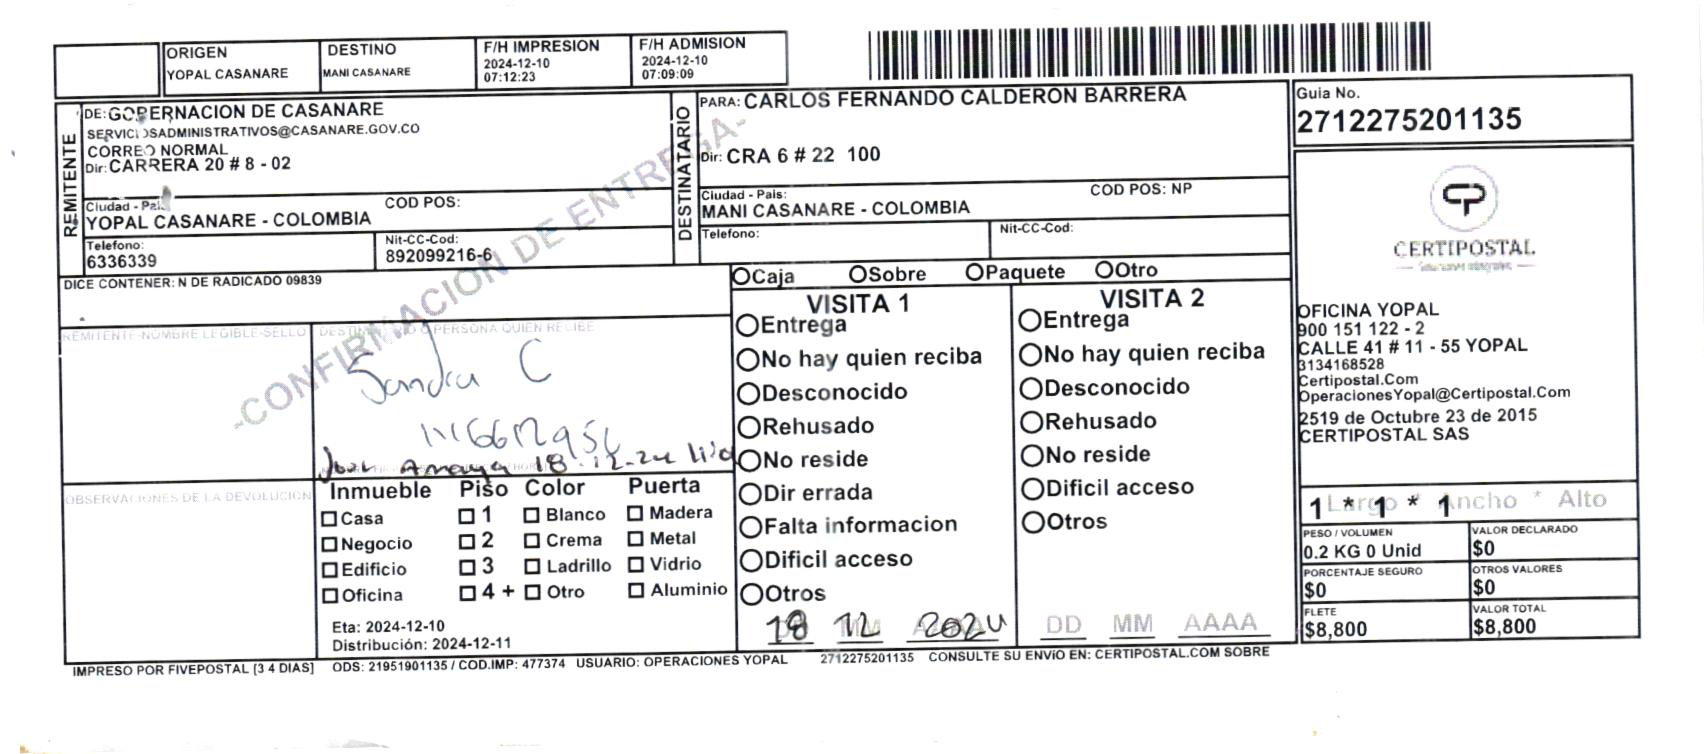 ORIGEN
YOPAL CASANARE
DESTINO
MANI CASANARE
F/H IMPRESION
2024-12-10
07:12:23
F/H ADMISION
2024-12-10
07:09:09
REMITENTE
DE: GOBERNACION DE CASANARE
SERVICIOSADMINISTRATIVOS@CASANARE.GOV.CO
CORREO NORMAL
Dir: CARRERA 20 # 8 - 02
Ciudad - Pais:
COD POS:
YOPAL CASANARE - COLOMBIA
Telefono:
6336339
Nit-CC-Cod:
892099216-6
DESTINATARIO
PARA: CARLOS FERNANDO CALDERON BARRERA
Dir: CRA 6 # 22 100
Ciudad - Pais:
COD POS: NP
MANI CASANARE - COLOMBIA
Telefono:
Nit-CC-Cod:
Guia No.
2712275201135
CERTIPOSTAL
Soluciones Integrales
OFICINA YOPAL
900 151 122 - 2
CALLE 41 # 11 - 55 YOPAL
3134168528
Certipostal.Com
OperacionesYopal@Certipostal.Com
2519 de Octubre 23 de 2015
CERTIPOSTAL SAS
DICE CONTENER: N DE RADICADO 09839
-CONFIRMACION DE ENTREGA-
REMITENTE-NOMBRE LEGIBLE-SELLO
DESTINATARIO O PERSONA QUIEN RECIBE
Sandra C
Amaya 18-12-24
OBSERVACIONES DE LA DEVOLUCION
Inmueble Piso Color Puerta
Casa 1 Blanco Madera
Negocio 2 Crema Metal
Edificio 3 Ladrillo Vidrio
Oficina 4 + Otro Aluminio
Eta: 2024-12-10
Distribución: 2024-12-11
Caja Sobre Paquete Otro
VISITA 1
Entrega
No hay quien reciba
Desconocido
Rehusado
No reside
Dir errada
Falta informacion
Dificil acceso
Otros
DD MM AAAA
18 12 2024
VISITA 2
Entrega
No hay quien reciba
Desconocido
Rehusado
No reside
Dificil acceso
Otros
DD MM AAAA
1 * 1 * 1
Largo * Ancho * Alto
PESO / VOLUMEN
0.2 KG 0 Unid
VALOR DECLARADO
$0
PORCENTAJE SEGURO
$0
OTROS VALORES
$0
FLETE
$8,800
VALOR TOTAL
$8,800
IMPRESO POR FIVEPOSTAL [3 4 DIAS] ODS: 21951901135 / COD.IMP: 477374 USUARIO: OPERACIONES YOPAL 2712275201135 CONSULTE SU ENVIO EN: CERTIPOSTAL.COM SOBRE